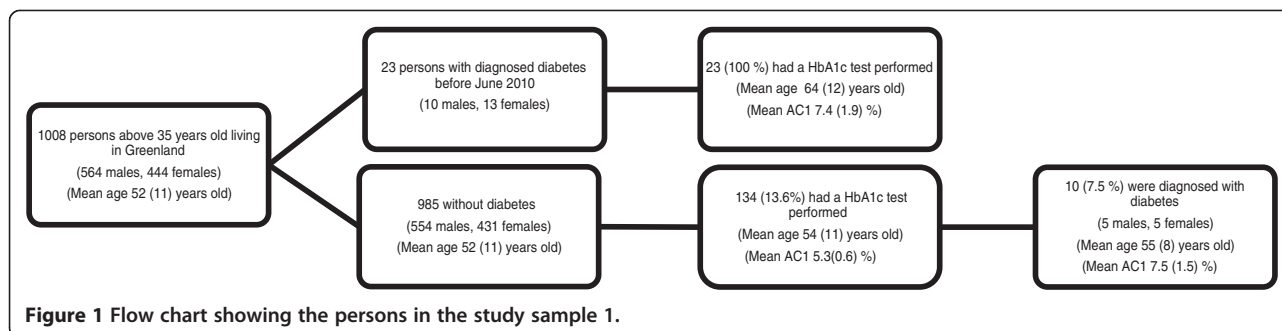 1008 persons above 35 years old living
in Greenland
(564 males, 444 females)
(Mean age 52 (11) years old)
23 persons with diagnosed diabetes
before June 2010
(10 males, 13 females)
23 (100 %) had a HbA1c test performed
(Mean age 64 (12) years old)
(Mean AC1 7.4 (1.9) %)
985 without diabetes
(554 males, 431 females)
(Mean age 52 (11) years old)
134 (13.6%) had a HbA1c test
performed
(Mean age 54 (11) years old)
(Mean AC1 5.3(0.6) %)
10 (7.5 %) were diagnosed with
diabetes
(5 males, 5 females)
(Mean age 55 (8) years old)
(Mean AC1 7.5 (1.5) %)
Figure 1 Flow chart showing the persons in the study sample 1.